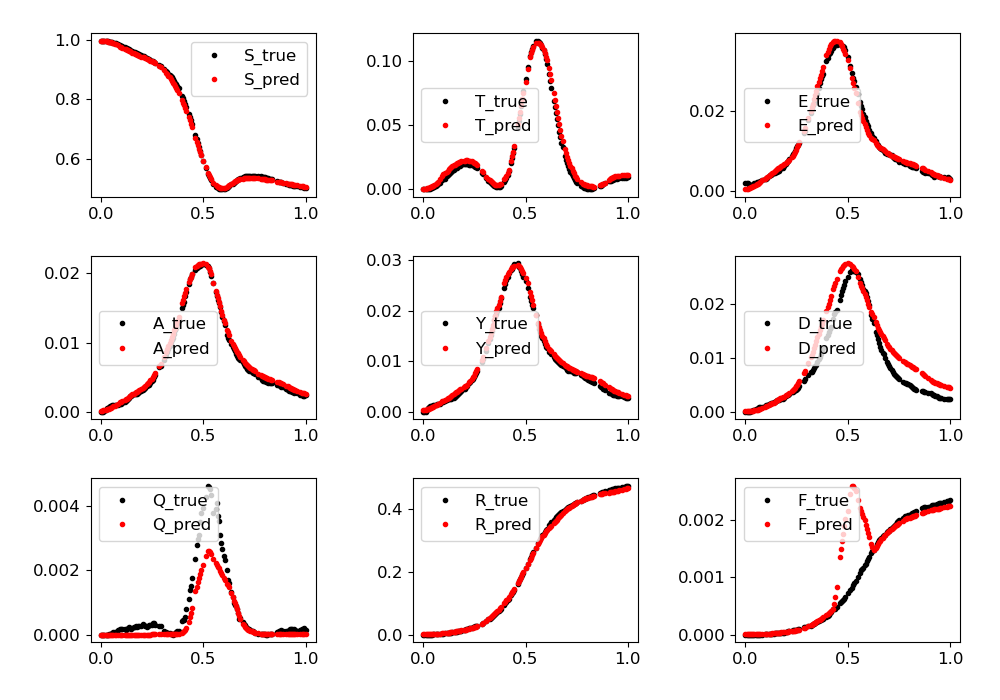 1.0
0.8
0.6
0.0 0.5 1.0
S_true
S_pred
0.10
0.05
0.00
0.0 0.5 1.0
T_true
T_pred
0.02
0.00
0.0 0.5 1.0
E_true
E_pred
0.02
0.01
0.00
0.0 0.5 1.0
A_true
A_pred
0.03
0.02
0.01
0.00
0.0 0.5 1.0
Y_true
Y_pred
0.02
0.01
0.00
0.0 0.5 1.0
D_true
D_pred
0.004
0.002
0.000
0.0 0.5 1.0
Q_true
Q_pred
0.4
0.2
0.0
0.0 0.5 1.0
R_true
R_pred
0.002
0.001
0.000
0.0 0.5 1.0
F_true
F_pred